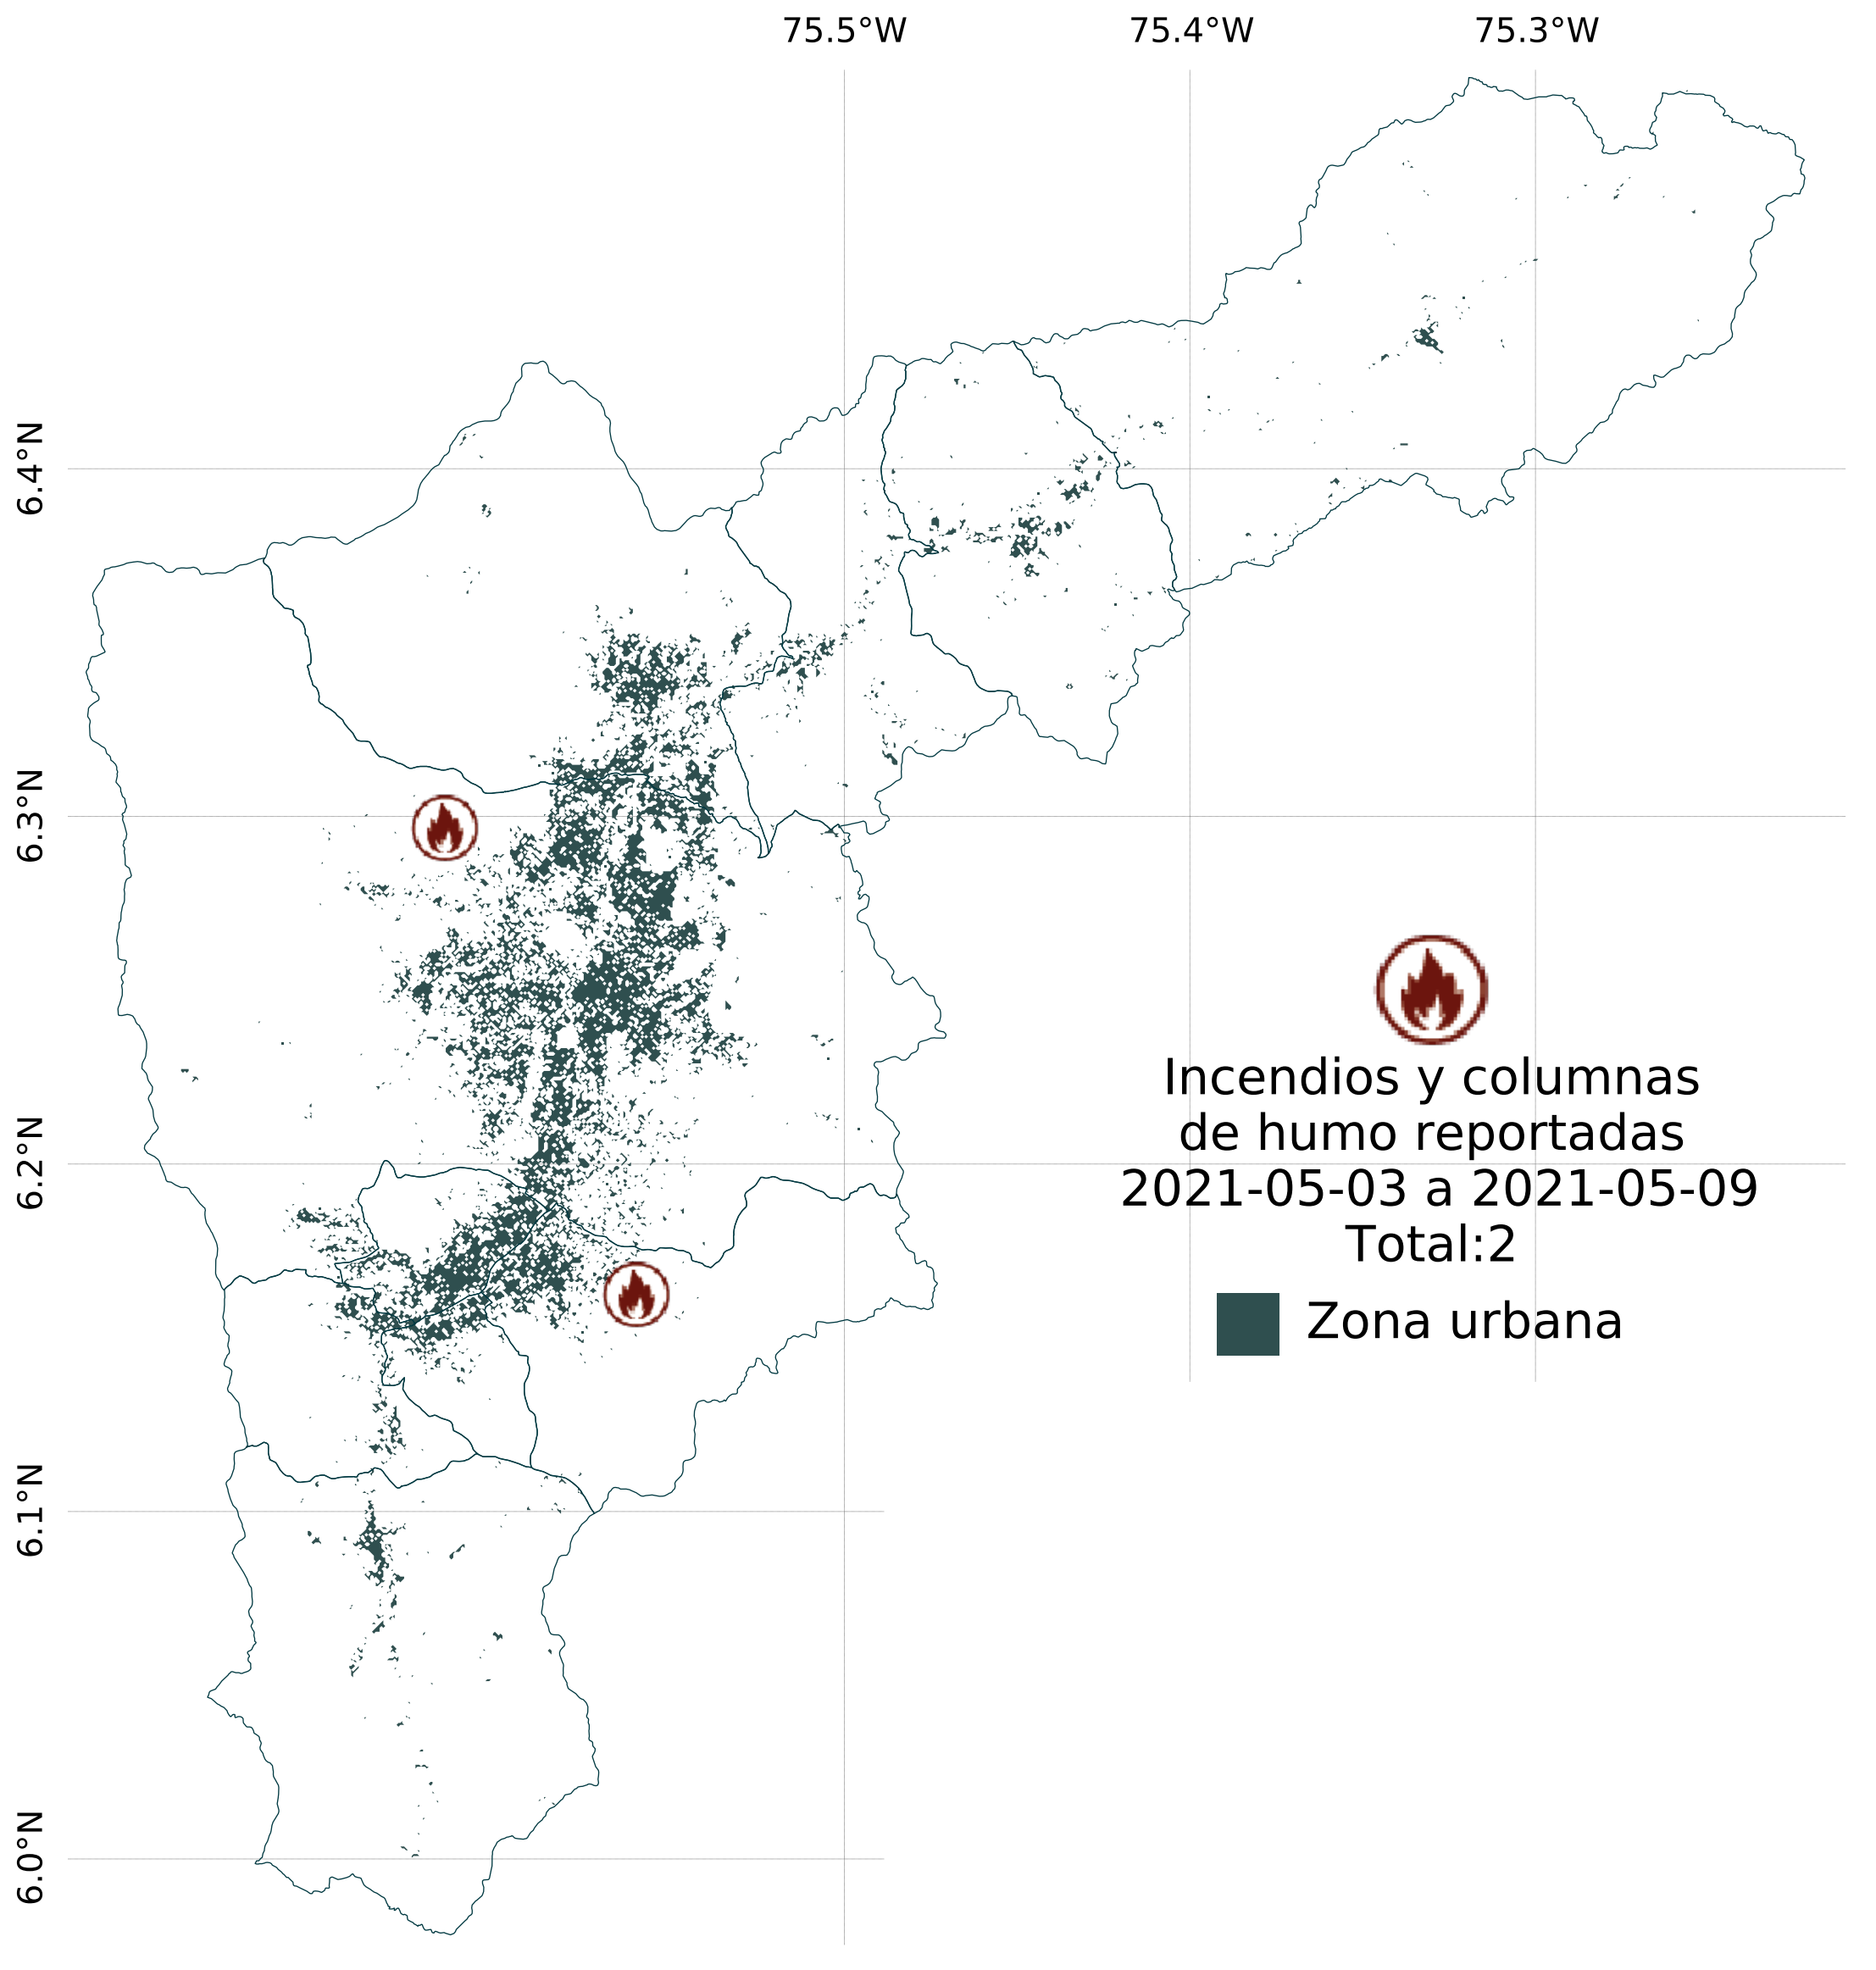 75.5°W 75.4°W 75.3°W
6.4°N
6.3°N
6.2°N
6.1°N
6.0°N
Incendios y columnas
de humo reportadas
2021-05-03 a 2021-05-09
Total:2
Zona urbana